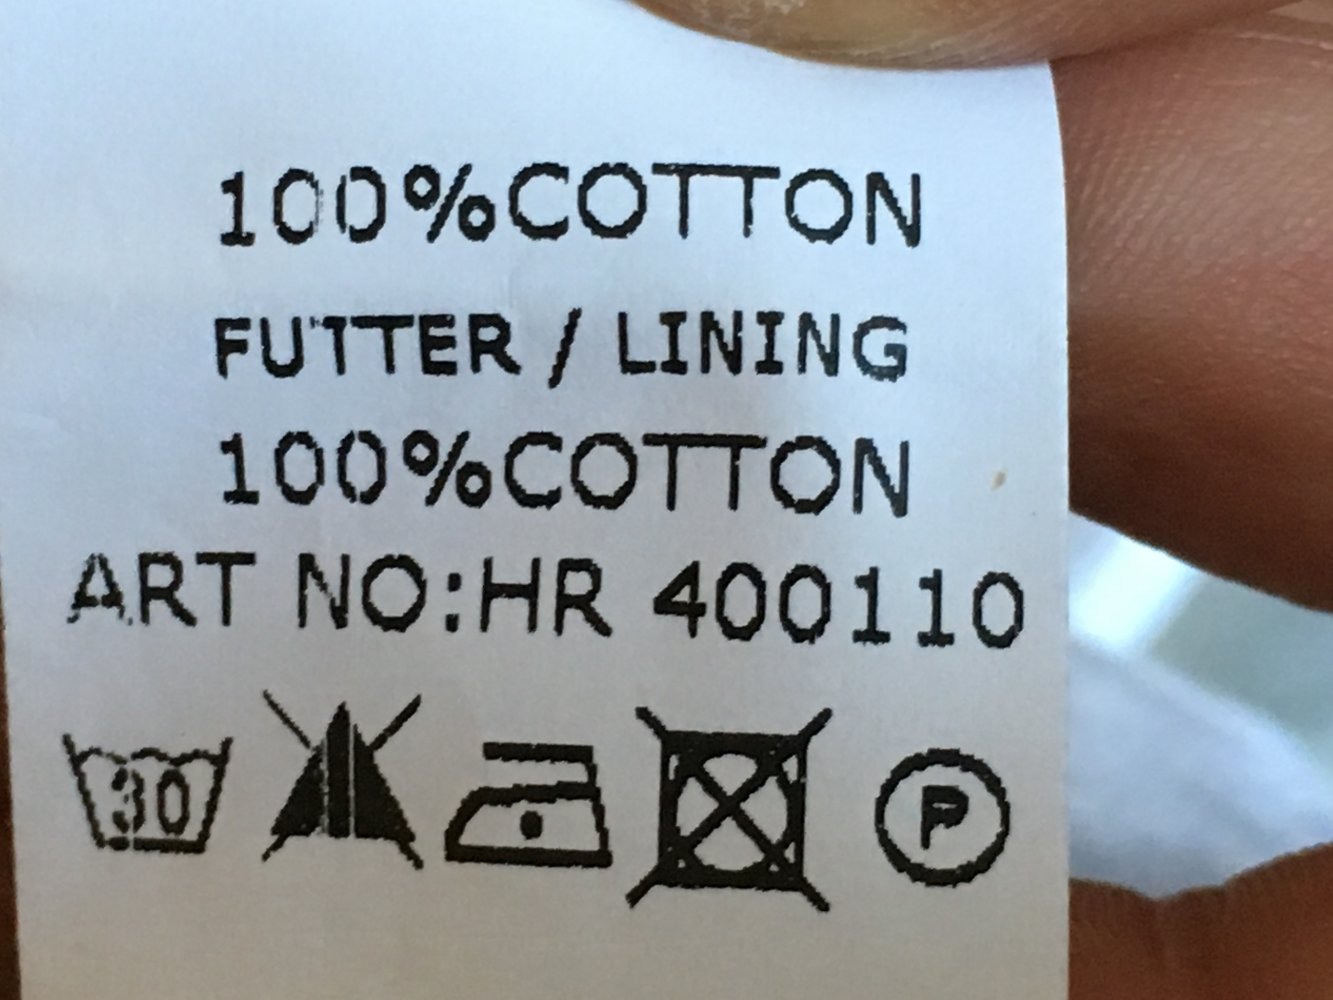 100%COTTON
FUTTER / LINING
100%COTTON
ART NO:HR 400110
30 P